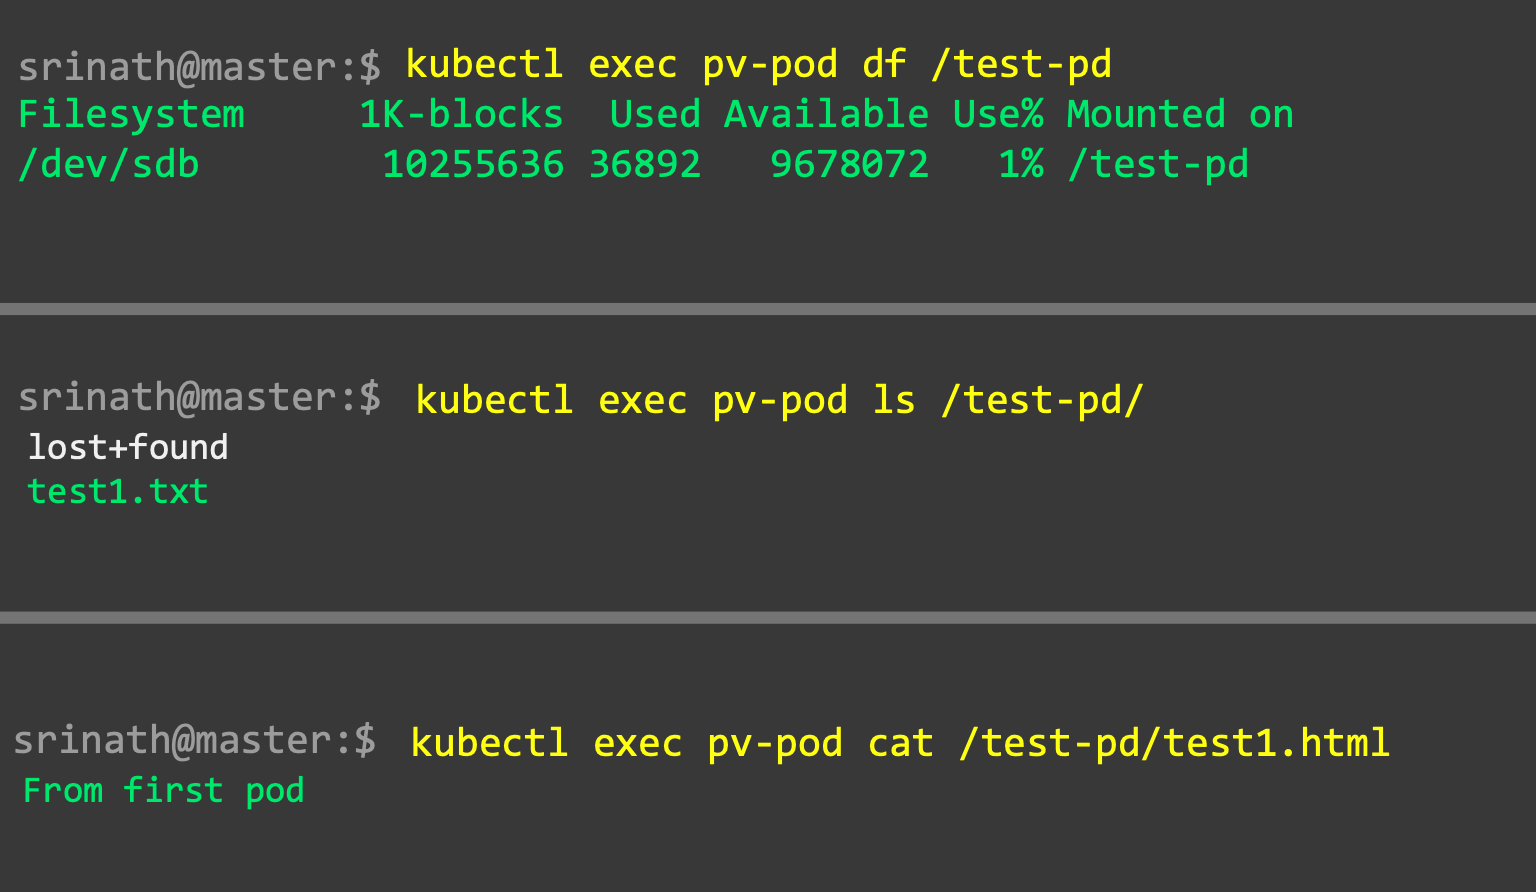 srinath@master:$ kubectl exec pv-pod df /test-pd
Filesystem     1K-blocks  Used Available Use% Mounted on
/dev/sdb        10255636 36892   9678072   1% /test-pd
srinath@master:$ kubectl exec pv-pod ls /test-pd/
lost+found
test1.txt
srinath@master:$ kubectl exec pv-pod cat /test-pd/test1.html
From first pod